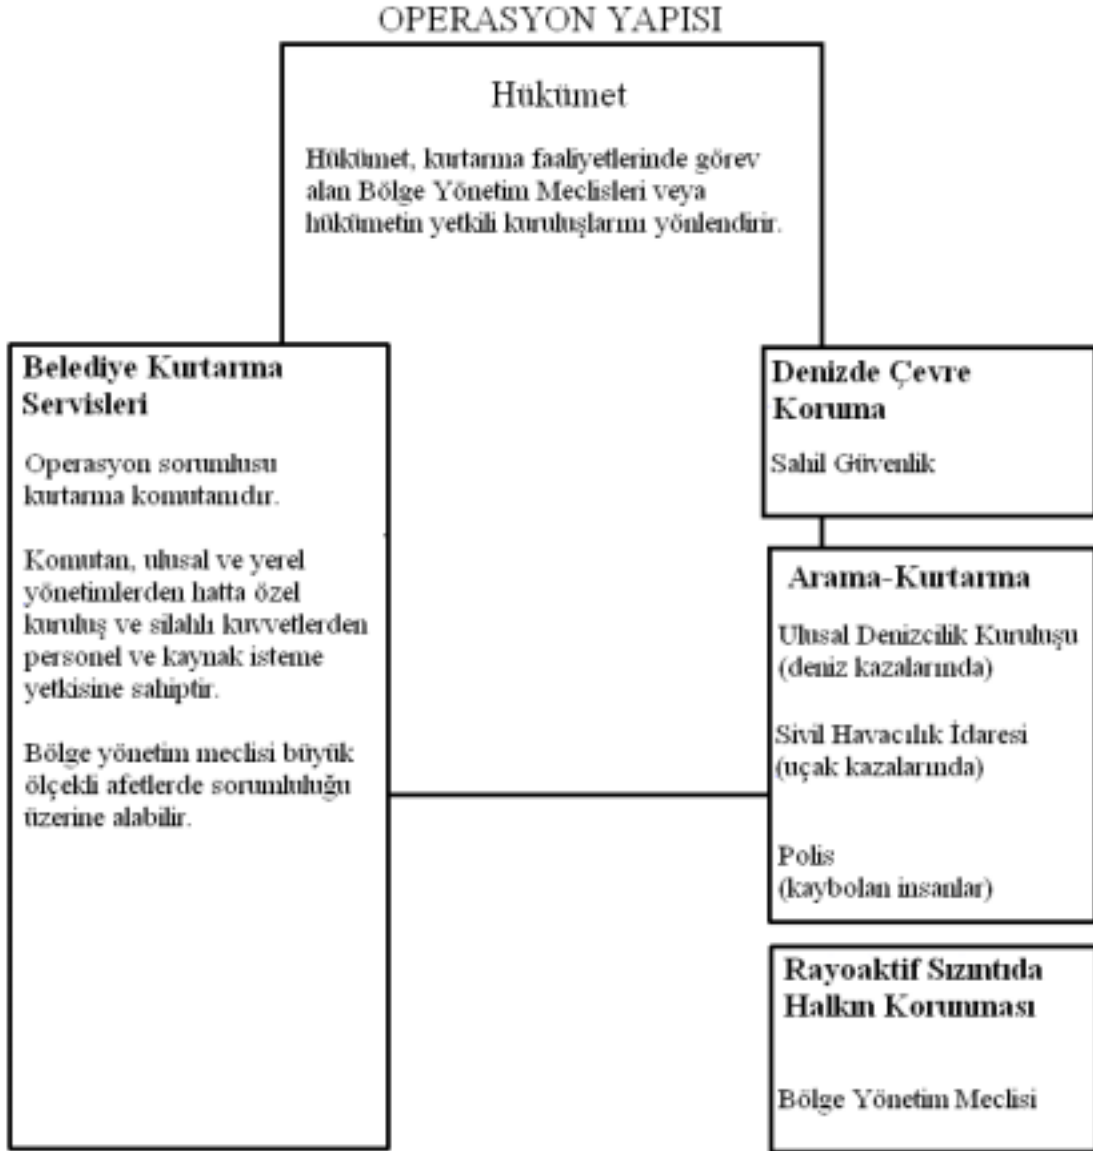 OPERASYON YAPISI
Hükümet
Hükümet, kurtarma faaliyetlerinde görev
alan Bölge Yönetim Meclisleri veya
hükümetin yetkili kuruluşlarını yönlendirir.
Belediye Kurtarma
Servisleri
Operasyon sorumlusu
kurtarma komutanıdır.
Komutan, ulusal ve yerel
yönetimlerden hatta özel
kuruluş ve silahlı kuvvetlerden
personel ve kaynak isteme
yetkisine sahiptir.
Bölge yönetim meclisi büyük
ölçekli afetlerde sorumluluğu
üzerine alabilir.
Denizde Çevre
Koruma
Sahil Güvenlik
Arama-Kurtarma
Ulusal Denizcilik Kuruluşu
(deniz kazalarında)
Sivil Havacılık İdaresi
(uçak kazalarında)
Polis
(kaybolan insanlar)
Rayoaktif Sızıntıda
Halkın Korunması
Bölge Yönetim Meclisi